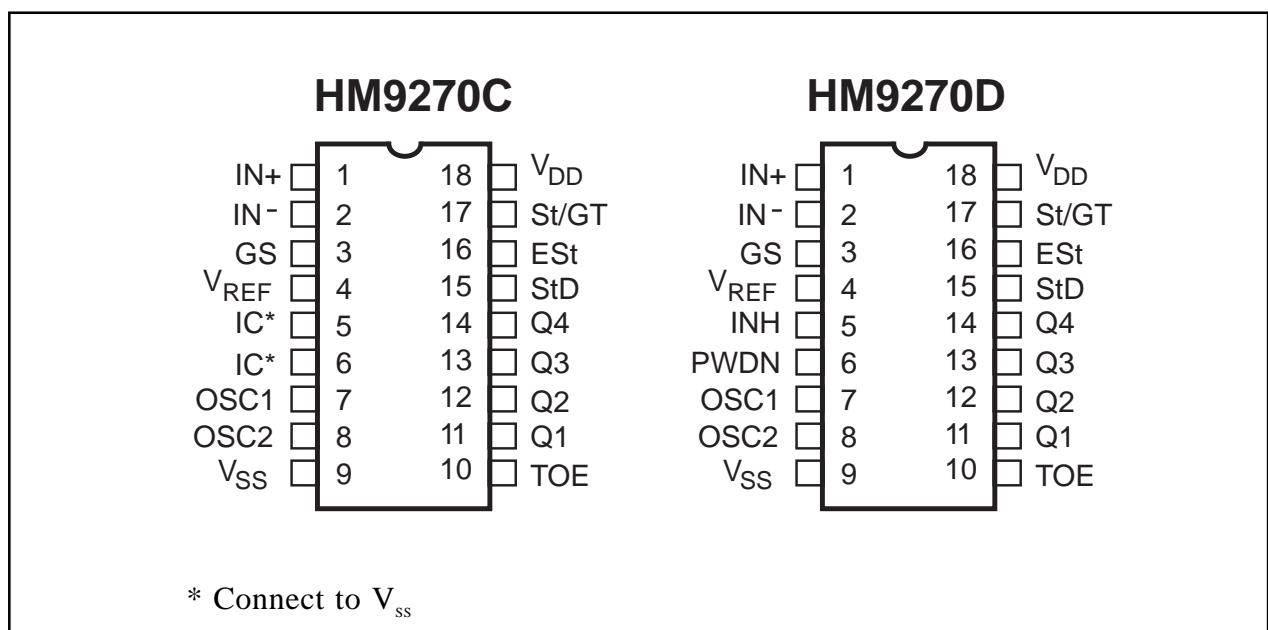 HM9270C
IN+ 1 18 VDD
IN- 2 17 St/GT
GS 3 16 ESt
VREF 4 15 StD
IC* 5 14 Q4
IC* 6 13 Q3
OSC1 7 12 Q2
OSC2 8 11 Q1
VSS 9 10 TOE
HM9270D
IN+ 1 18 VDD
IN- 2 17 St/GT
GS 3 16 ESt
VREF 4 15 StD
INH 5 14 Q4
PWDN 6 13 Q3
OSC1 7 12 Q2
OSC2 8 11 Q1
VSS 9 10 TOE
* Connect to Vss